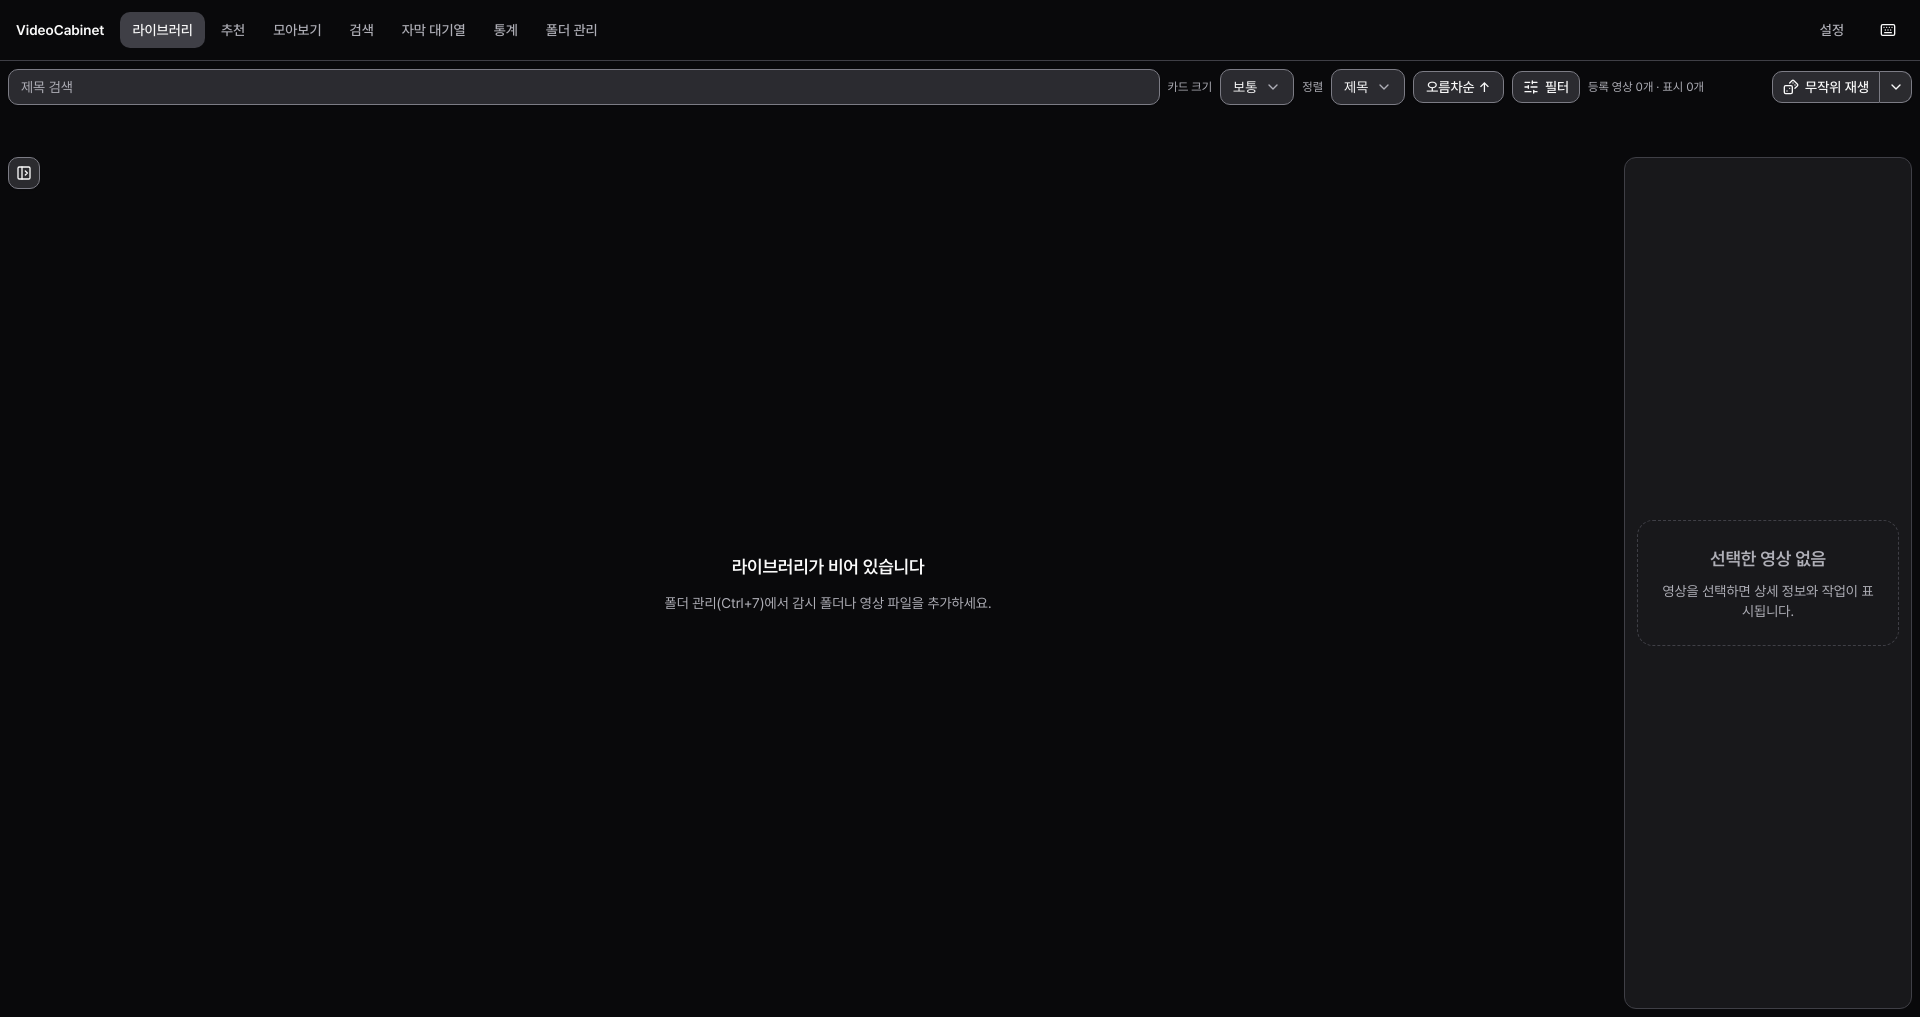 VideoCabinet 라이브러리 추천 모아보기 검색 자막 대기열 통계 폴더 관리 설정
제목 검색 카드 크기 보통 정렬 제목 오름차순 ↑ 필터 등록 영상 0개 · 표시 0개 무작위 재생
라이브러리가 비어 있습니다
폴더 관리(Ctrl+7)에서 감시 폴더나 영상 파일을 추가하세요.
선택한 영상 없음
영상을 선택하면 상세 정보와 작업이 표
시됩니다.